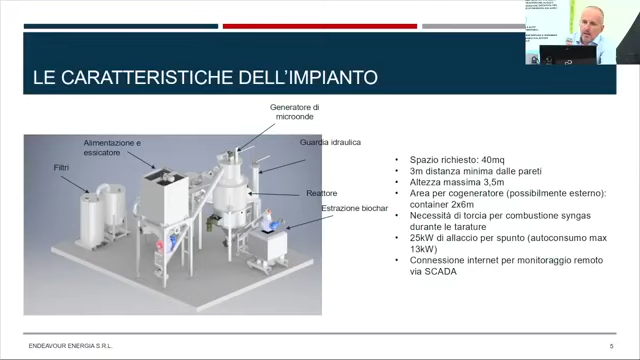 LE CARATTERISTICHE DELL'IMPIANTO
Generatore di
microonde
Alimentazione e
essicatore
Guardia idraulica
Filtri
Reattore
Estrazione biochar
• Spazio richiesto: 40mq
• 3m distanza minima dalle pareti
• Altezza massima 3,5m
• Area per cogeneratore (possibilmente esterno):
container 2x6m
• Necessità di torcia per combustione syngas
durante le tarature
• 25kW di allaccio per spunto (autoconsumo max
13kW)
• Connessione internet per monitoraggio remoto
via SCADA
ENDEAVOUR ENERGIA S.R.L.
5